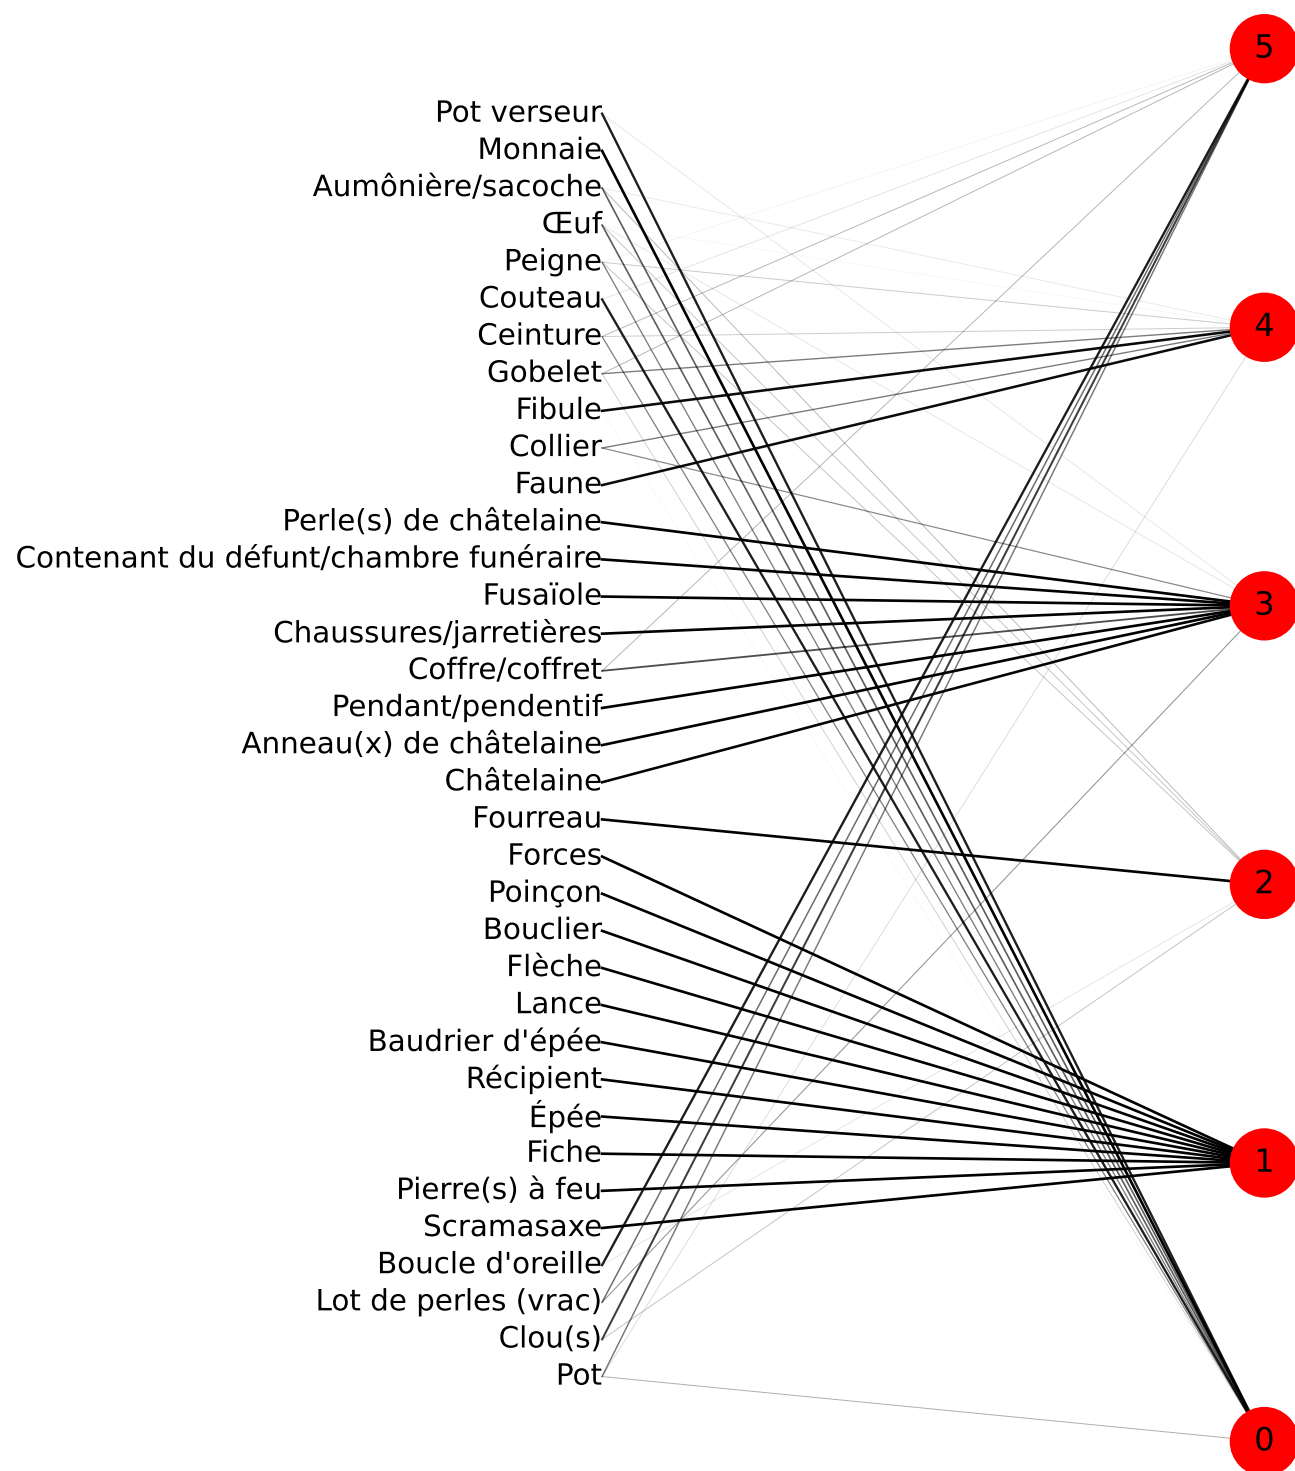 Pot verseur
Monnaie
Aumônière/sacoche
Œuf
Peigne
Couteau
Ceinture
Gobelet
Fibule
Collier
Faune
Perle(s) de châtelaine
Contenant du défunt/chambre funéraire
Fusaïole
Chaussures/jarretières
Coffre/coffret
Pendant/pendentif
Anneau(x) de châtelaine
Châtelaine
Fourreau
Forces
Poinçon
Bouclier
Flèche
Lance
Baudrier d'épée
Récipient
Épée
Fiche
Pierre(s) à feu
Scramasaxe
Boucle d'oreille
Lot de perles (vrac)
Clou(s)
Pot
5
4
3
2
1
0